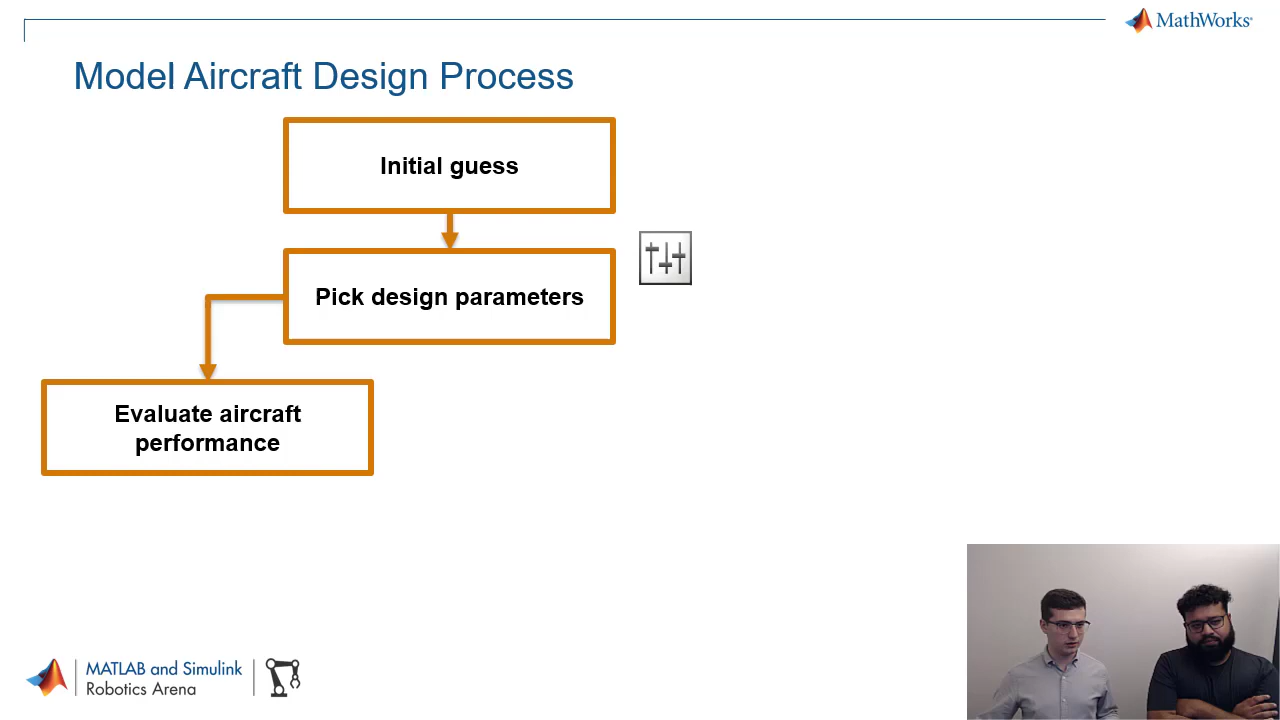 MathWorks®
Model Aircraft Design Process
Initial guess
Pick design parameters
Evaluate aircraft
performance
MATLAB and Simulink
Robotics Arena